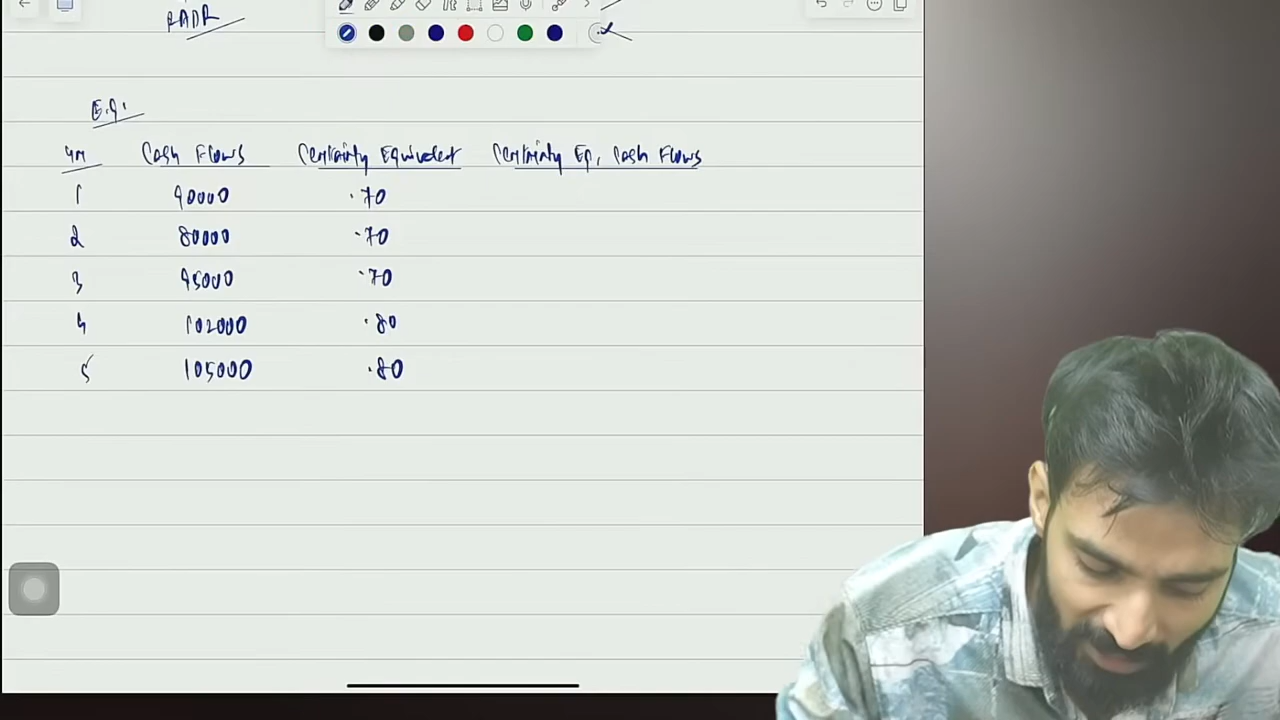 RADR
E.g.
Yr Cash Flows Certainty Equivalent Certainty Eq. Cash Flows
1 90000 .70
2 80000 .70
3 95000 .70
4 102000 .80
5 105000 .80